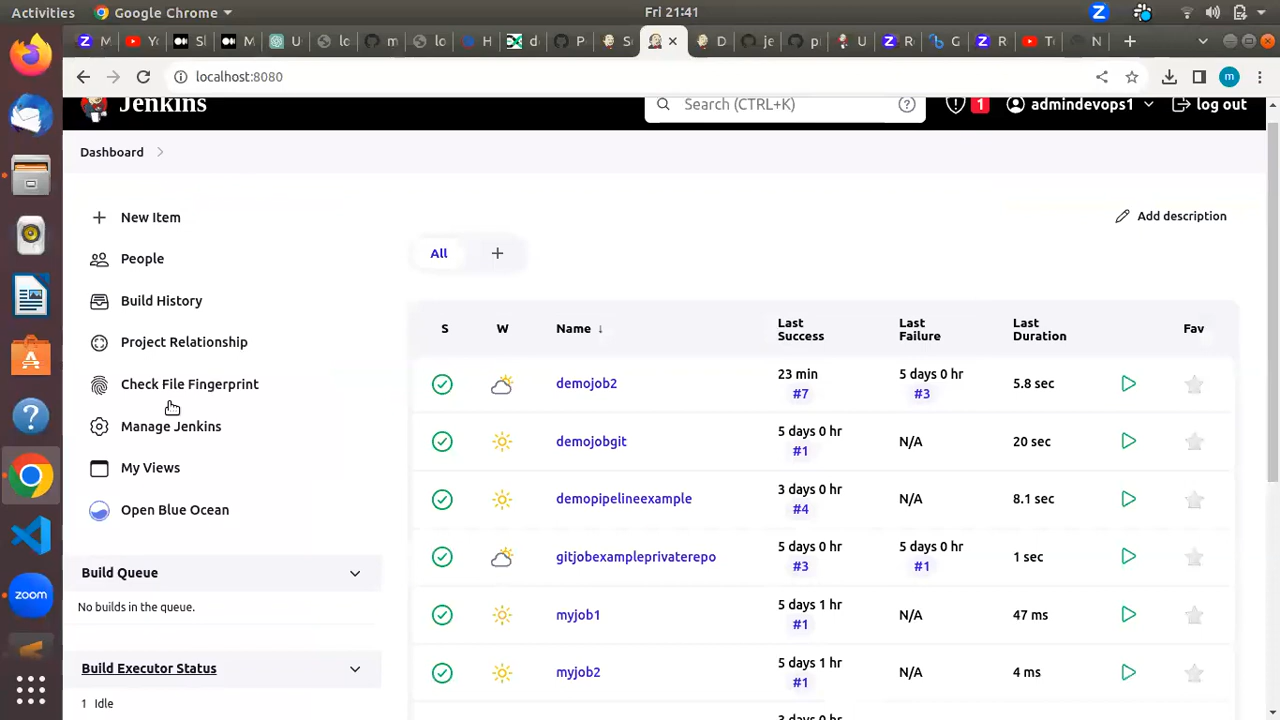 Activities Google Chrome Fri 21:41
localhost:8080
Jenkins Search (CTRL+K) 1 admindevops1 log out
Dashboard
New Item
Add description
People
All +
Build History
S W Name ↓ Last Success Last Failure Last Duration Fav
Project Relationship
Check File Fingerprint
demojob2 23 min #7 5 days 0 hr #3 5.8 sec
Manage Jenkins
demojobgit 5 days 0 hr #1 N/A 20 sec
My Views
demopipelineexample 3 days 0 hr #4 N/A 8.1 sec
Open Blue Ocean
gitjobexampleprivaterepo 5 days 0 hr #3 5 days 0 hr #1 1 sec
Build Queue
No builds in the queue.
myjob1 5 days 1 hr #1 N/A 47 ms
Build Executor Status
myjob2 5 days 1 hr #1 N/A 4 ms
1 Idle
zoom